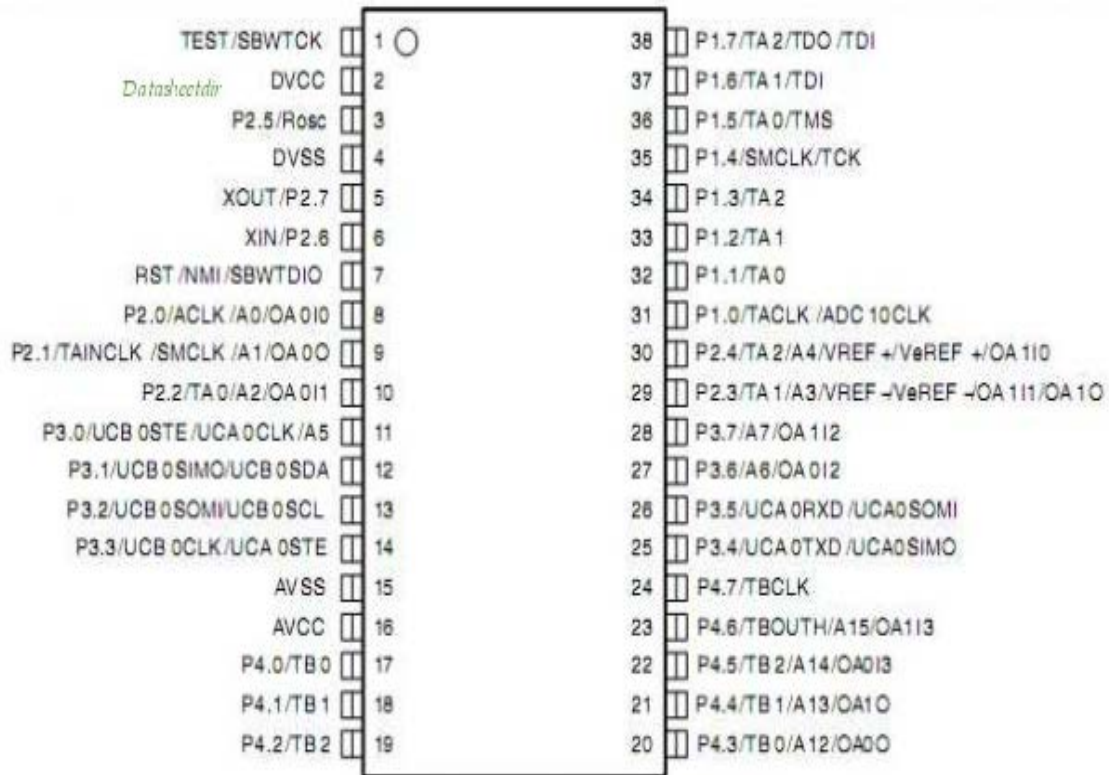 TEST/SBWTCK 1 38 P1.7/TA2/TDO/TDI
Datasheetdir
DVCC 2 37 P1.6/TA1/TDI
P2.5/Rosc 3 36 P1.5/TA0/TMS
DVSS 4 35 P1.4/SMCLK/TCK
XOUT/P2.7 5 34 P1.3/TA2
XIN/P2.6 6 33 P1.2/TA1
RST/NMI/SBWTDIO 7 32 P1.1/TA0
P2.0/ACLK/A0/OA0I0 8 31 P1.0/TACLK/ADC10CLK
P2.1/TAINCLK/SMCLK/A1/OA0O 9 30 P2.4/TA2/A4/VREF+/VeREF+/OA1I0
P2.2/TA0/A2/OA0I1 10 29 P2.3/TA1/A3/VREF-/VeREF-/OA1I1/OA1O
P3.0/UCB0STE/UCA0CLK/A5 11 28 P3.7/A7/OA1I2
P3.1/UCB0SIMO/UCB0SDA 12 27 P3.6/A6/OA0I2
P3.2/UCB0SOMI/UCB0SCL 13 26 P3.5/UCA0RXD/UCA0SOMI
P3.3/UCB0CLK/UCA0STE 14 25 P3.4/UCA0TXD/UCA0SIMO
AVSS 15 24 P4.7/TBCLK
AVCC 16 23 P4.6/TBOUTH/A15/OA1I3
P4.0/TB0 17 22 P4.5/TB2/A14/OA0I3
P4.1/TB1 18 21 P4.4/TB1/A13/OA1O
P4.2/TB2 19 20 P4.3/TB0/A12/OA0O